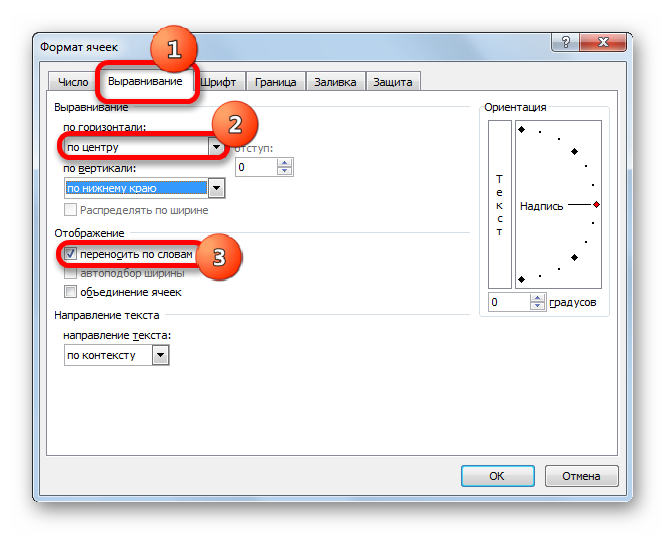 Формат ячеек
1
Число Выравнивание Шрифт Граница Заливка Защита
Выравнивание
по горизонтали:
по центру
2
отступ:
по вертикали:
0
по нижнему краю
Распределять по ширине
Отображение
переносить по словам
3
автоподбор ширины
объединение ячеек
Направление текста
направление текста:
по контексту
Ориентация
Текст
Надпись
0 градусов
ОК Отмена